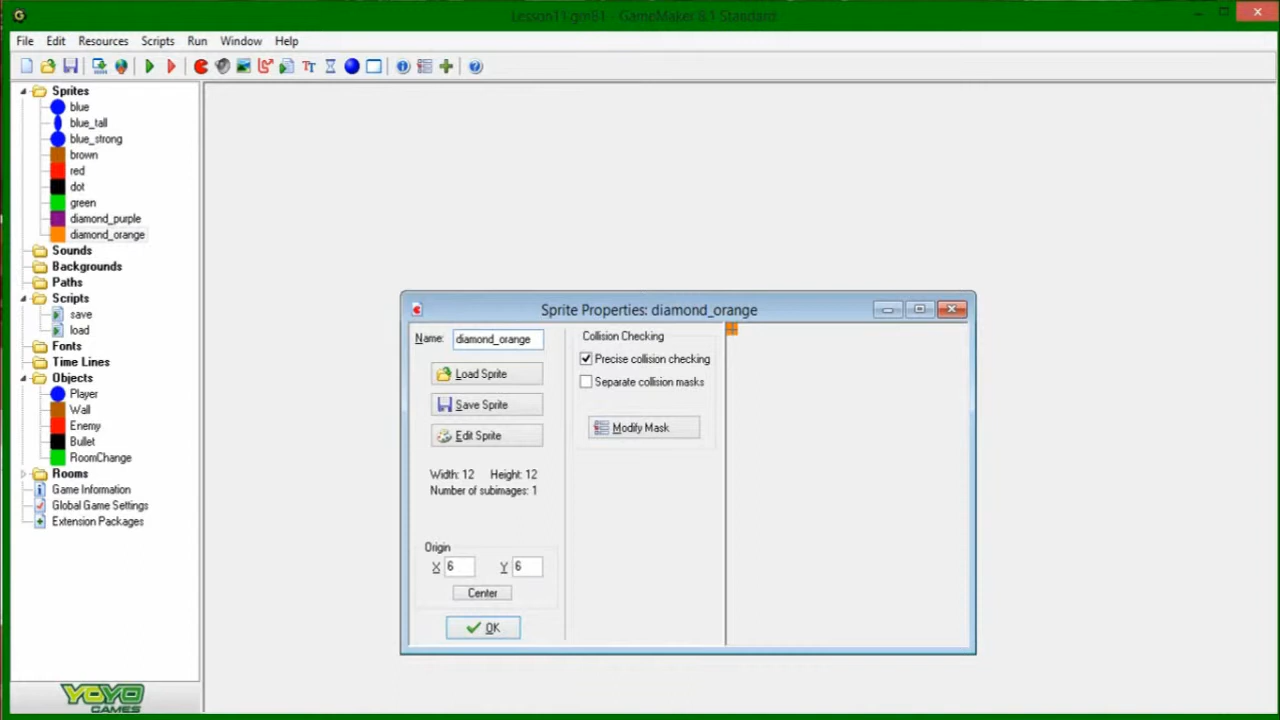 Lesson11.gm81 - GameMaker 8.1 Standard
File Edit Resources Scripts Run Window Help
Sprites
blue
blue_tall
blue_strong
brown
red
dot
green
diamond_purple
diamond_orange
Sounds
Backgrounds
Paths
Scripts
save
load
Fonts
Time Lines
Objects
Player
Wall
Enemy
Bullet
RoomChange
Rooms
Game Information
Global Game Settings
Extension Packages
YOYO
GAMES
Sprite Properties: diamond_orange
Name: diamond_orange
Load Sprite
Save Sprite
Edit Sprite
Width: 12 Height: 12
Number of subimages: 1
Origin
X 6 Y 6
Center
OK
Collision Checking
Precise collision checking
Separate collision masks
Modify Mask